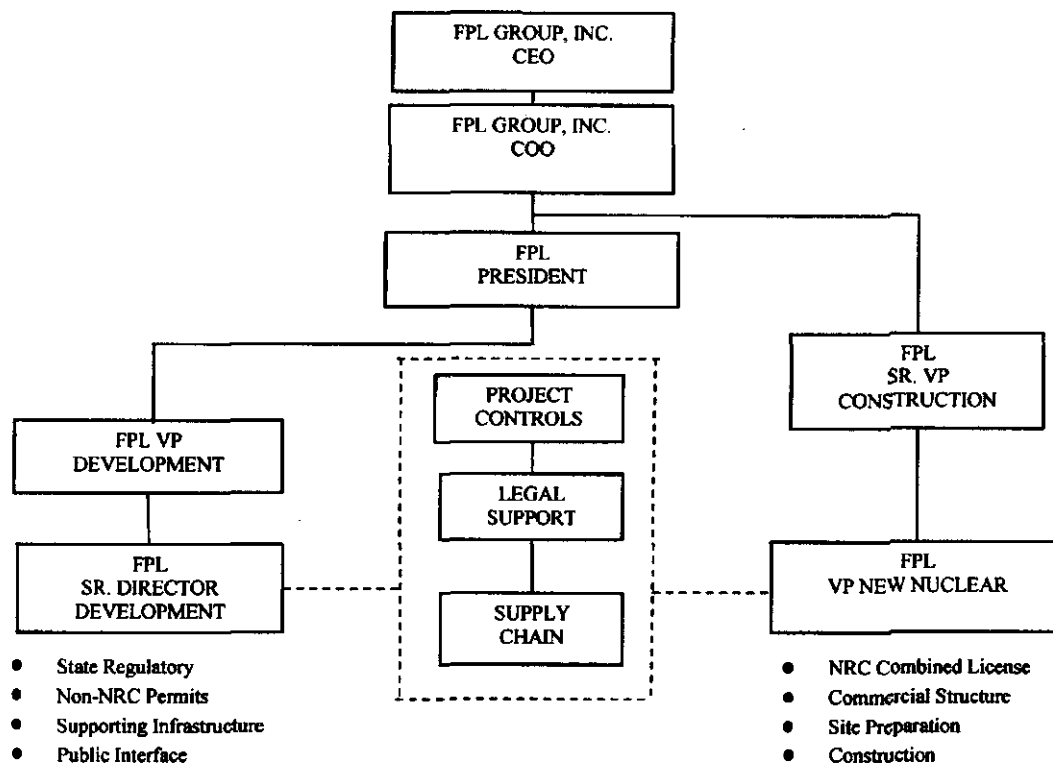 FPL GROUP, INC.
CEO
FPL GROUP, INC.
COO
FPL
PRESIDENT
FPL
SR. VP
CONSTRUCTION
PROJECT
CONTROLS
FPL VP
DEVELOPMENT
LEGAL
SUPPORT
FPL
SR. DIRECTOR
DEVELOPMENT
FPL
VP NEW NUCLEAR
SUPPLY
CHAIN
● State Regulatory
● Non-NRC Permits
● Supporting Infrastructure
● Public Interface
● NRC Combined License
● Commercial Structure
● Site Preparation
● Construction